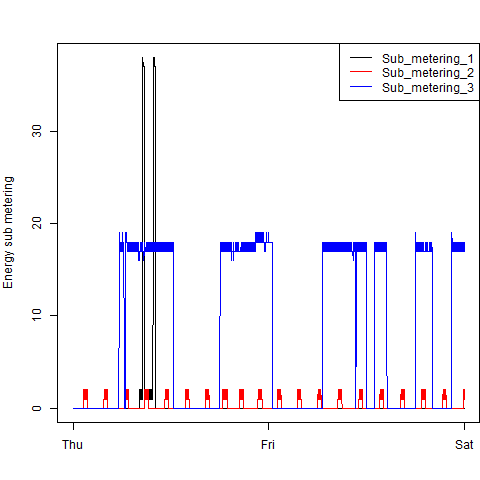 Sub_metering_1
Sub_metering_2
Sub_metering_3
30
20
10
0
Energy sub metering
Thu
Fri
Sat